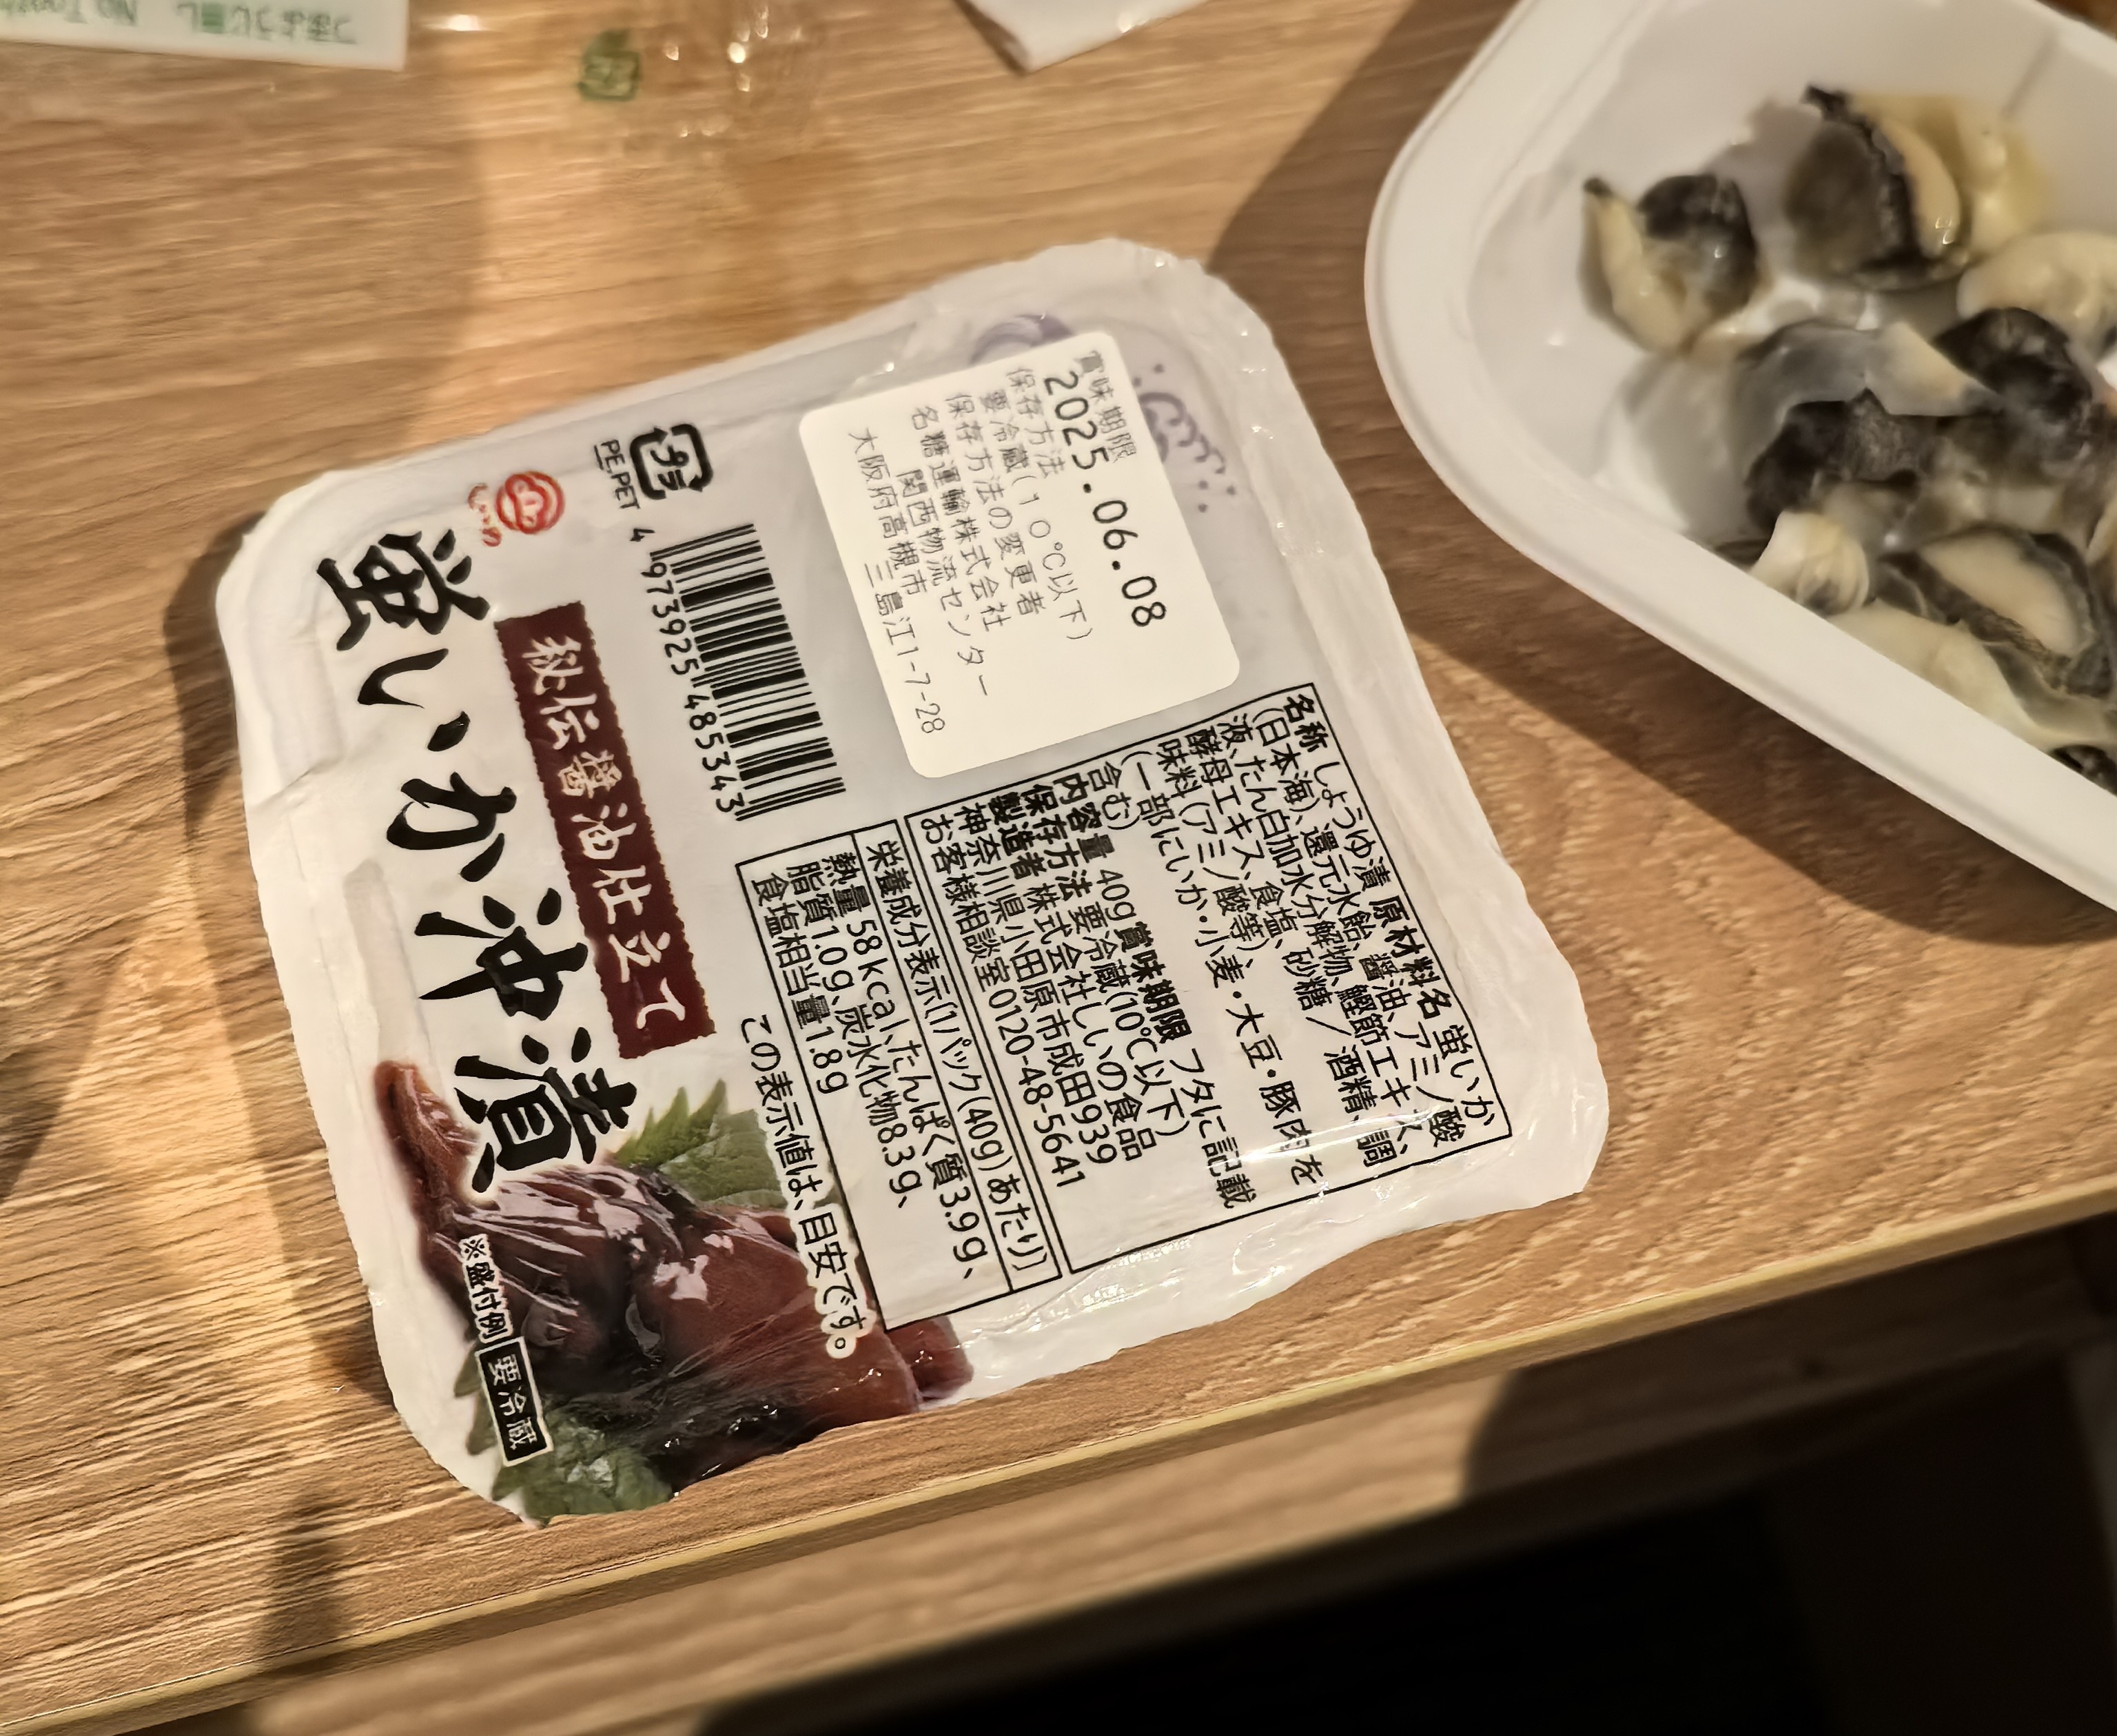 蛍いか沖漬
秘伝醤油仕立て
※盛付例
要冷蔵
プラ
PE,PET
4 973925 485343
賞味期限
2025.06.08
保存方法
要冷蔵(10℃以下)
保存方法の変更者
名糖運輸株式会社
関西物流センター
大阪府高槻市
三島江1-7-28
名称 しょうゆ漬 原材料名 蛍いか
(日本海)、還元水飴、醤油、アミノ酸
液、たん白加水分解物、鰹節エキス、
酵母エキス、食塩、砂糖/酒精、調
味料(アミノ酸等)、
(一部にいか・小麦・大豆・豚肉を
含む)
内容量 40g 賞味期限 フタに記載
保存方法 要冷蔵(10℃以下)
製造者 株式会社しいの食品
神奈川県小田原市成田939
お客様相談室 0120-48-5641
栄養成分表示(1パック(40g)あたり)
熱量 58kcal、たんぱく質 3.9g、
脂質 1.0g、炭水化物 8.3g、
食塩相当量 1.8g
この表示値は、目安です。